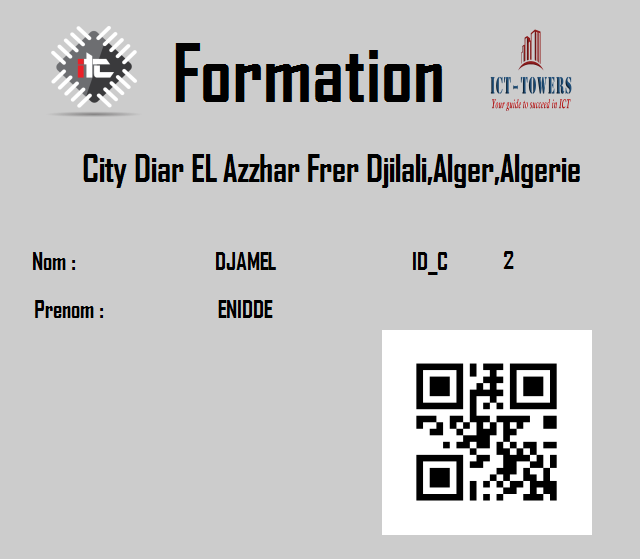 itc
Formation
ICT-TOWERS
Your guide to succeed in ICT
City Diar EL Azzhar Frer Djilali,Alger,Algerie
Nom : DJAMEL ID_C 2
Prenom : ENIDDE